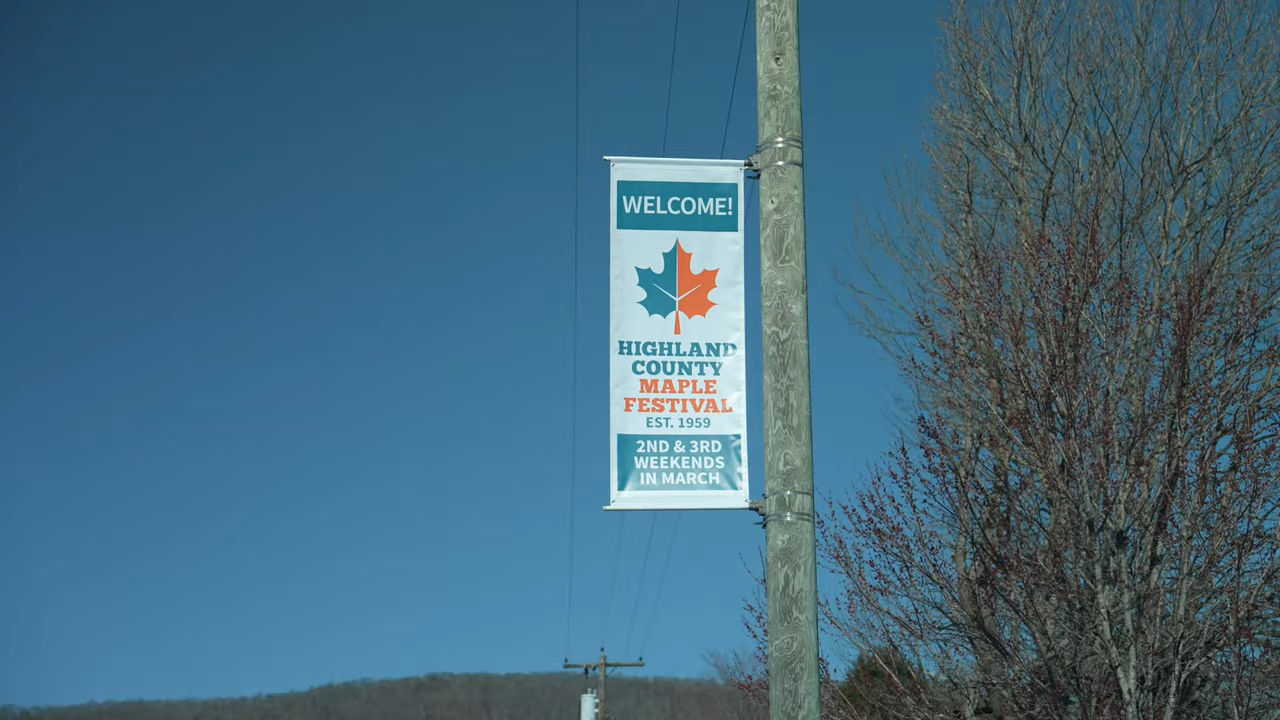 WELCOME!
HIGHLAND
COUNTY
MAPLE
FESTIVAL
EST. 1959
2ND & 3RD
WEEKENDS
IN MARCH